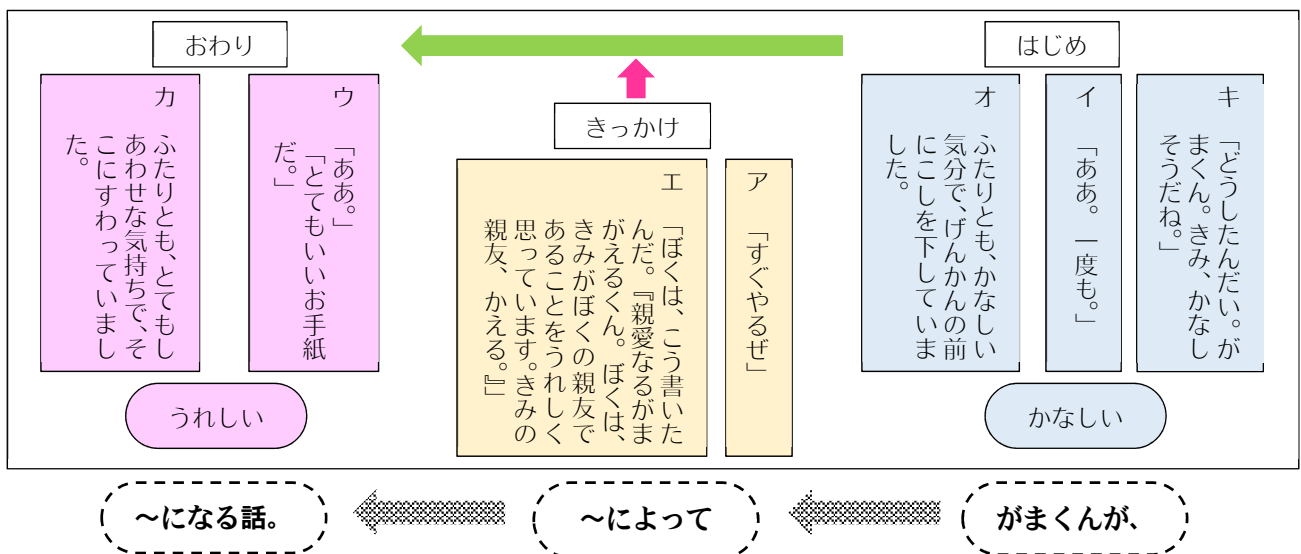 はじめ
キ
「どうしたんだい。が
まくん。きみ、かなし
そうだね。」
イ
「ああ。一度も。」
オ
ふたりとも、かなしい
気分で、げんかんの前
にこしを下していま
した。
かなしい
きっかけ
ア
「すぐやるぜ」
エ
「ぼくは、こう書いた
んだ。『親愛なるがま
がえるくん。ぼくは、
きみがぼくの親友で
あることをうれしく
思っています。きみの
親友、かえる。』」
おわり
ウ
「ああ。」
「とてもいいお手紙
だ。」
カ
ふたりとも、とてもし
あわせな気持ちで、そ
こにすわっていまし
た。
うれしい
がまくんが、
～によって
～になる話。